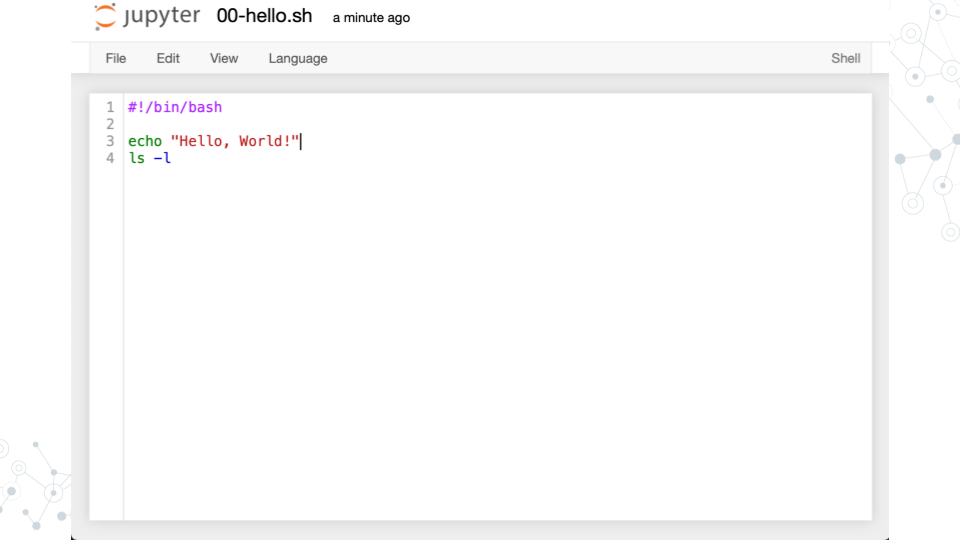 jupyter 00-hello.sh a minute ago
File Edit View Language Shell
1 #!/bin/bash
2
3 echo "Hello, World!"
4 ls -l